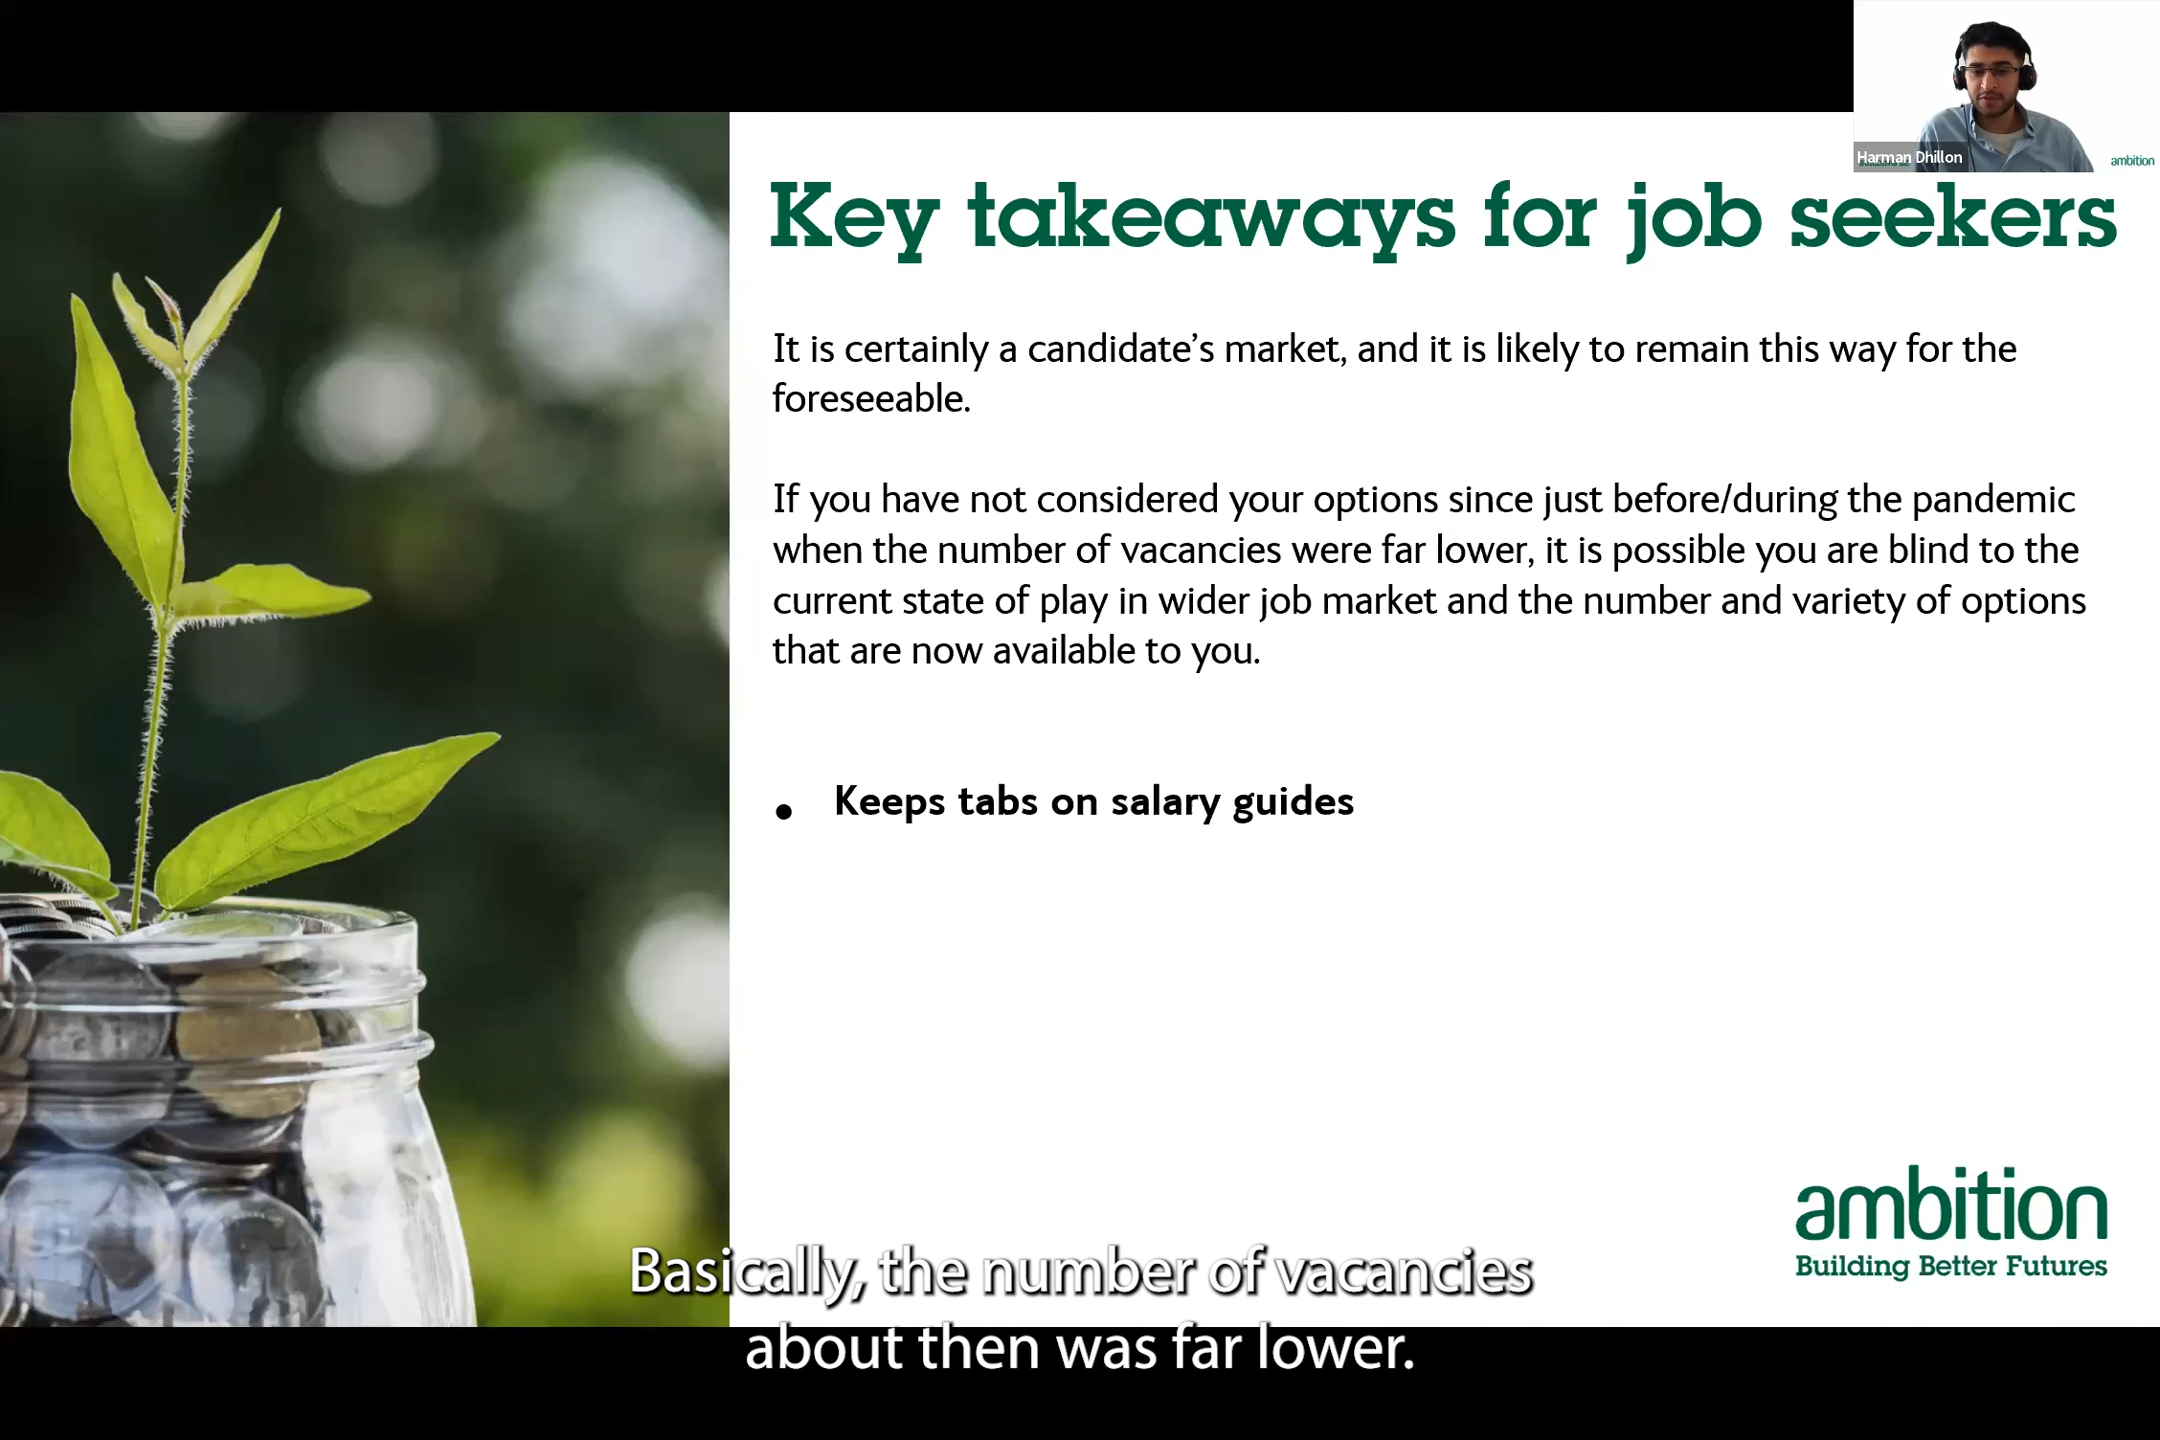 Harman Dhillon
ambition
Key takeaways for job seekers
It is certainly a candidate’s market, and it is likely to remain this way for the
foreseeable.
If you have not considered your options since just before/during the pandemic
when the number of vacancies were far lower, it is possible you are blind to the
current state of play in wider job market and the number and variety of options
that are now available to you.
• Keeps tabs on salary guides
ambition
Building Better Futures
Basically, the number of vacancies
about then was far lower.